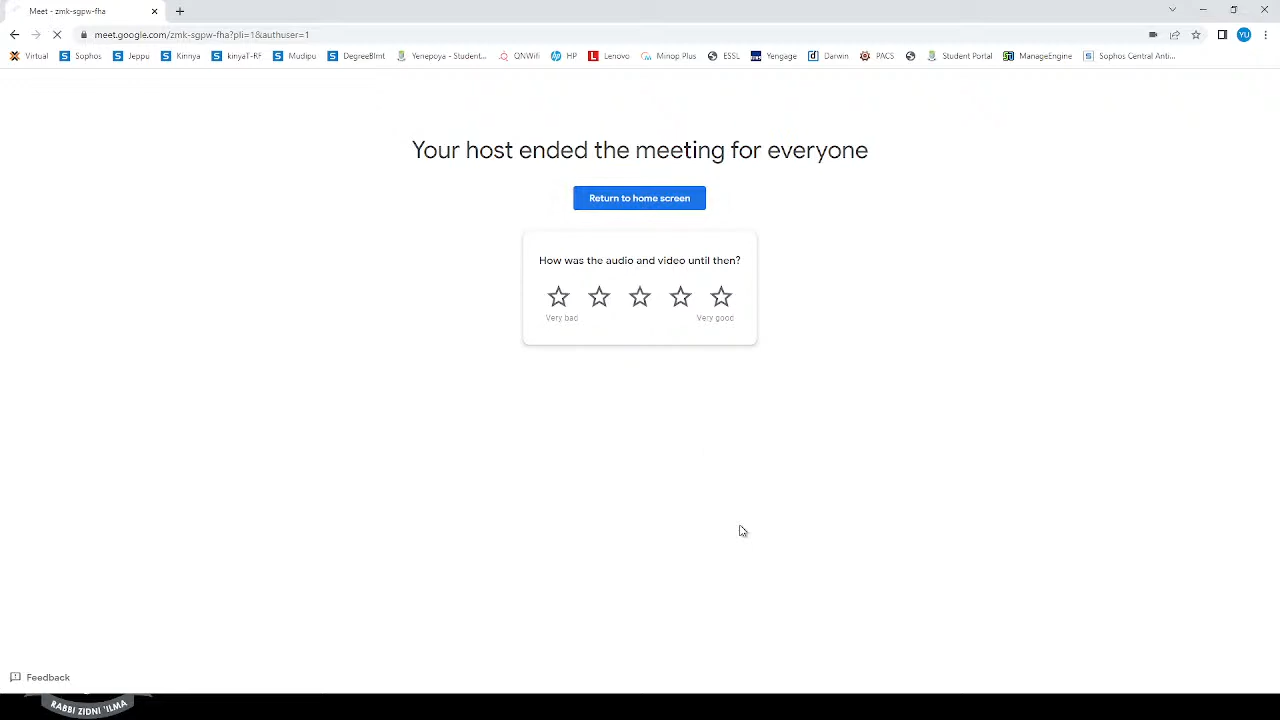 Meet - zmk-sgpw-fha
meet.google.com/zmk-sgpw-fha?pli=1&authuser=1
YU
Virtual Sophos Jeppu Kinnya kinyaT-RF Mudipu DegreeBlmt Yenepoya - Student... QNWifi HP Lenovo Minop Plus ESSL Yengage Darwin PACS Student Portal ManageEngine Sophos Central Anti...
Your host ended the meeting for everyone
Return to home screen
How was the audio and video until then?
Very bad Very good
Feedback
RABBI ZIDNI 'ILMA